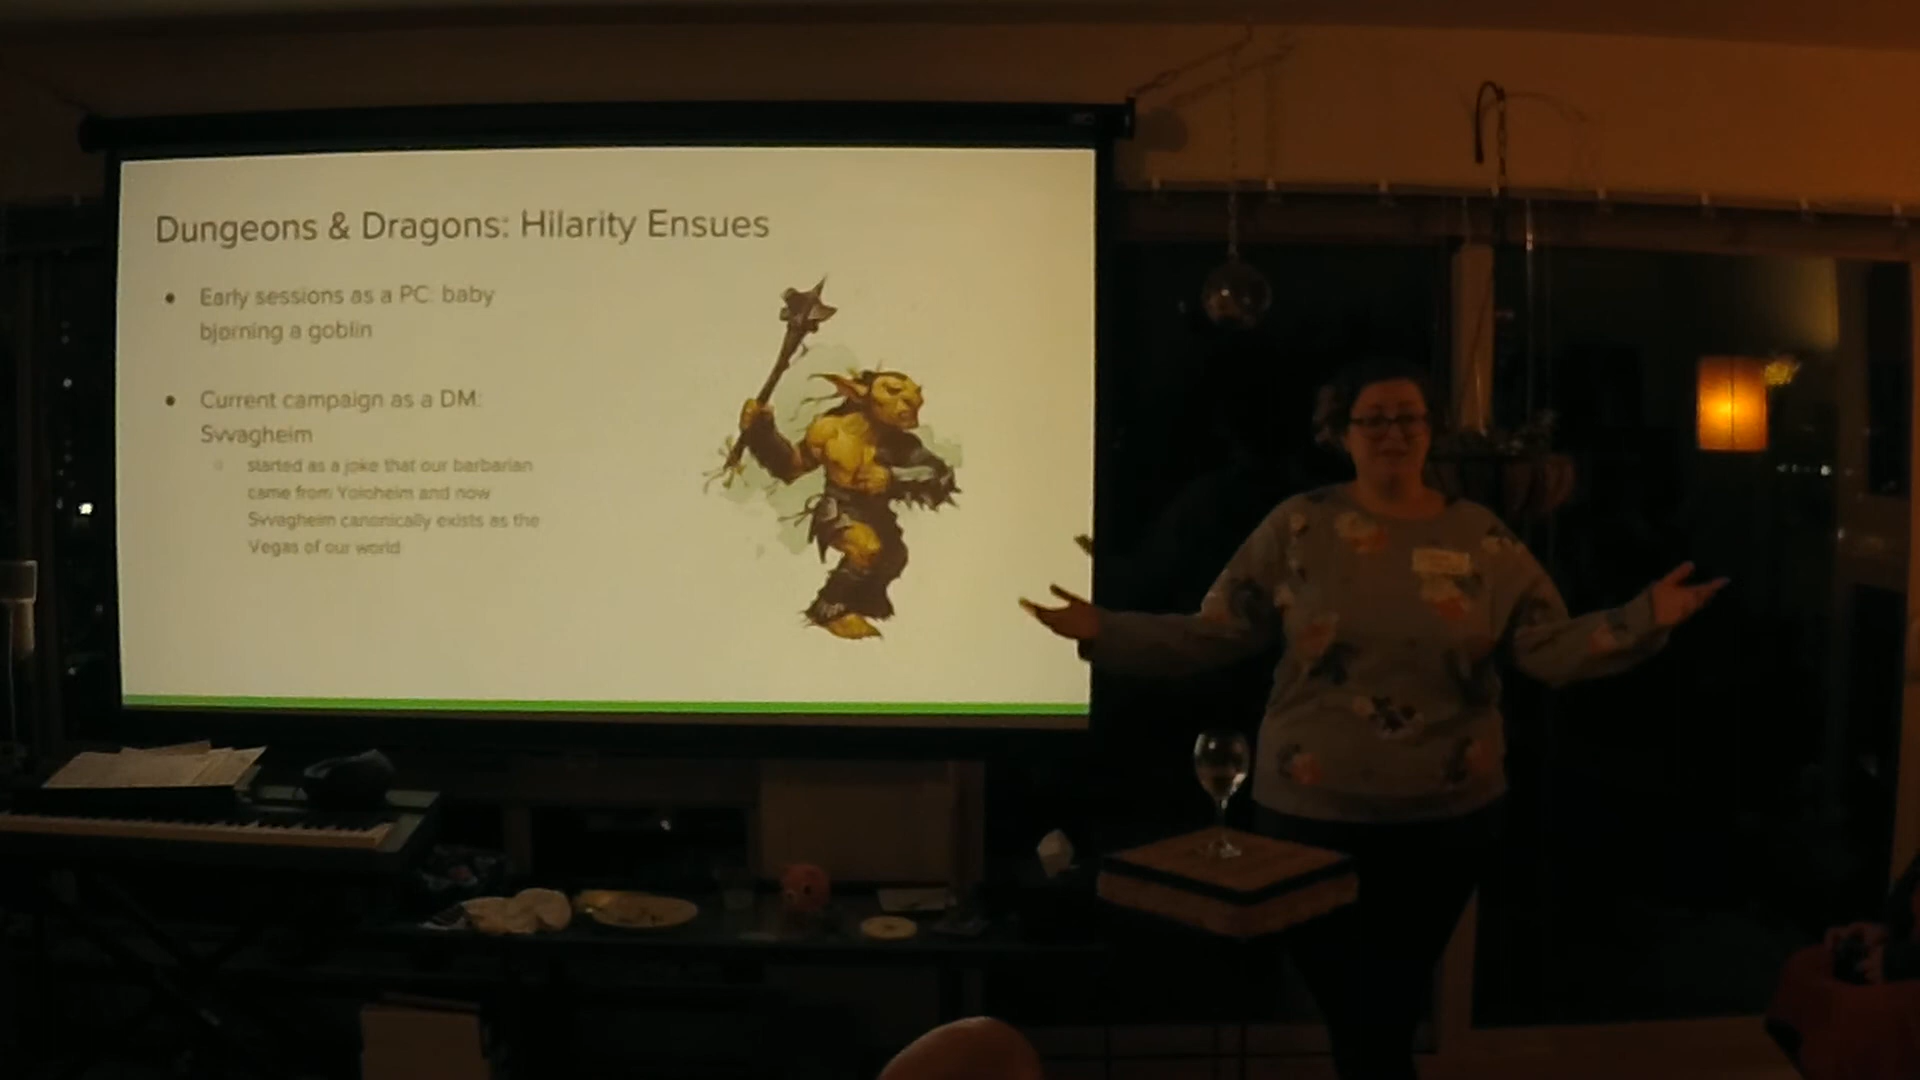 Dungeons & Dragons: Hilarity Ensues
Early sessions as a PC: baby
bjorning a goblin
Current campaign as a DM:
Svvagheim
started as a joke that our barbarian
came from Yoloheim and now
Svvagheim canonically exists as the
Vegas of our world